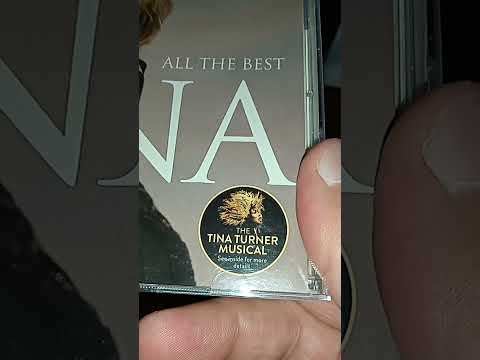 ALL THE BEST
NA
THE
TINA TURNER
MUSICAL
See inside for more
details